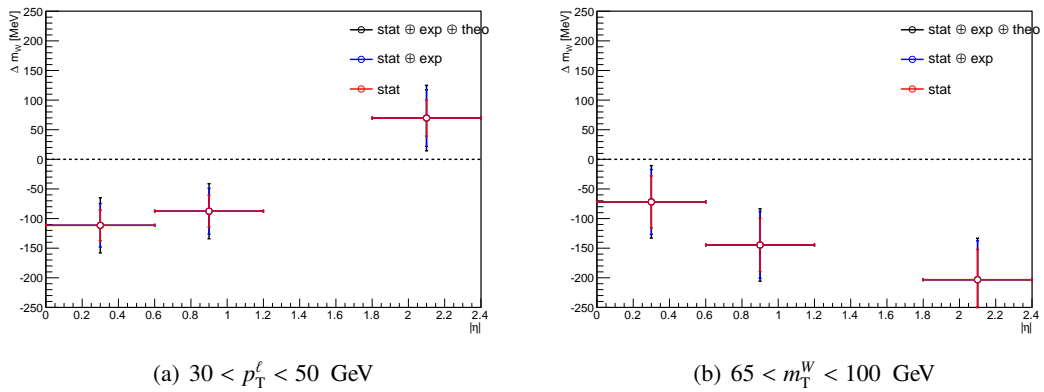 Δ m_W [MeV]
250
200
150
100
50
0
-50
-100
-150
-200
-250
stat ⊕ exp ⊕ theo
stat ⊕ exp
stat
0 0.2 0.4 0.6 0.8 1 1.2 1.4 1.6 1.8 2 2.2 2.4
|η|
(a) 30 < p_T^ℓ < 50 GeV
Δ m_W [MeV]
250
200
150
100
50
0
-50
-100
-150
-200
-250
stat ⊕ exp ⊕ theo
stat ⊕ exp
stat
0 0.2 0.4 0.6 0.8 1 1.2 1.4 1.6 1.8 2 2.2 2.4
|η|
(b) 65 < m_T^W < 100 GeV